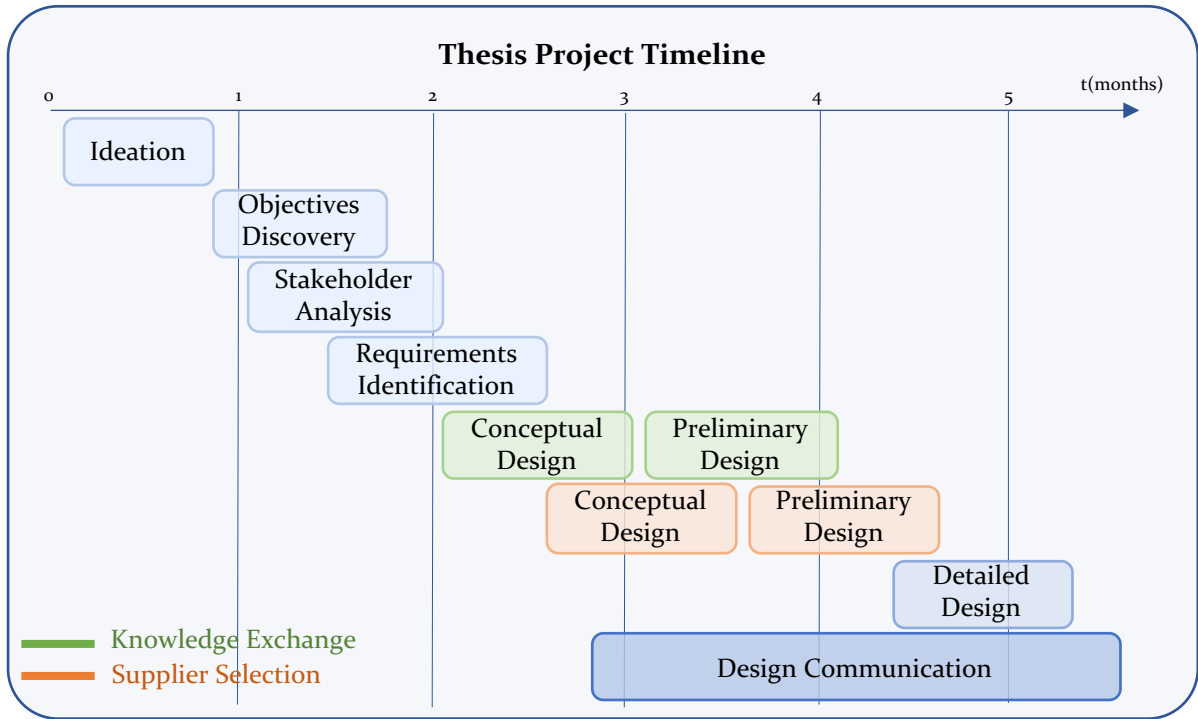 Thesis Project Timeline
t(months)
0 1 2 3 4 5
Ideation
Objectives
Discovery
Stakeholder
Analysis
Requirements
Identification
Conceptual
Design
Preliminary
Design
Conceptual
Design
Preliminary
Design
Detailed
Design
Knowledge Exchange
Supplier Selection
Design Communication